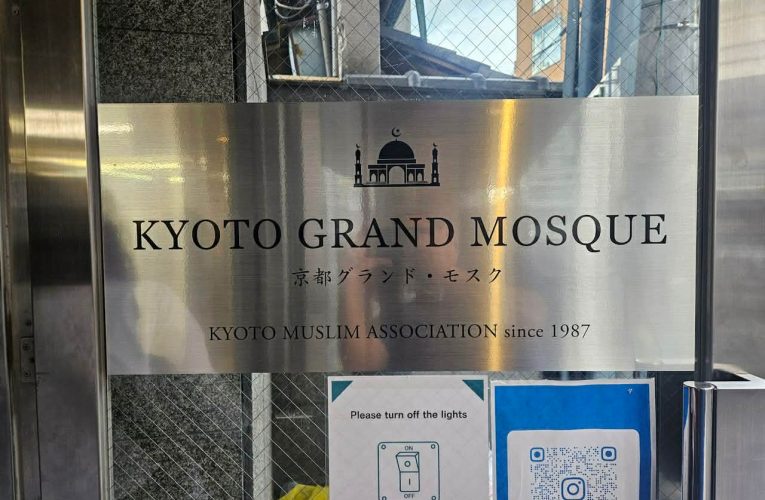 KYOTO GRAND MOSQUE
京都グランド・モスク
KYOTO MUSLIM ASSOCIATION since 1987
Please turn off the lights
ON
OFF